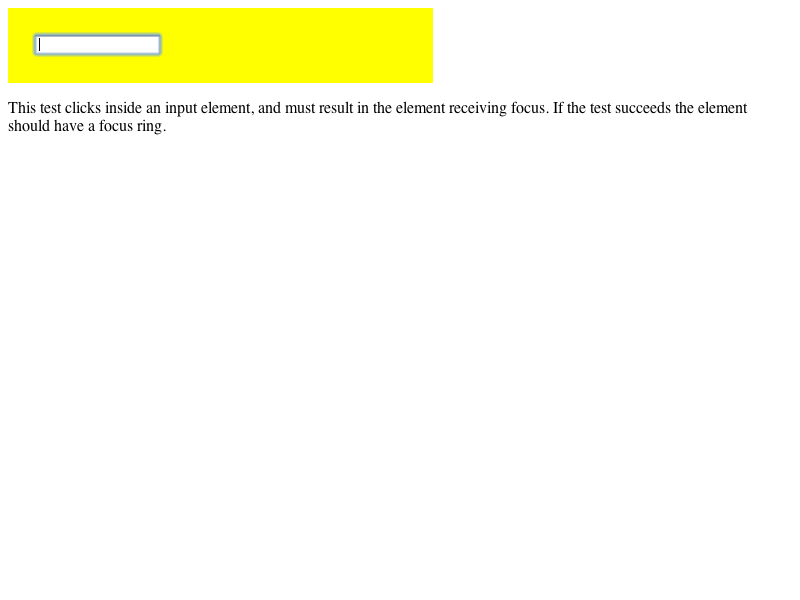 This test clicks inside an input element, and must result in the element receiving focus. If the test succeeds the element
should have a focus ring.